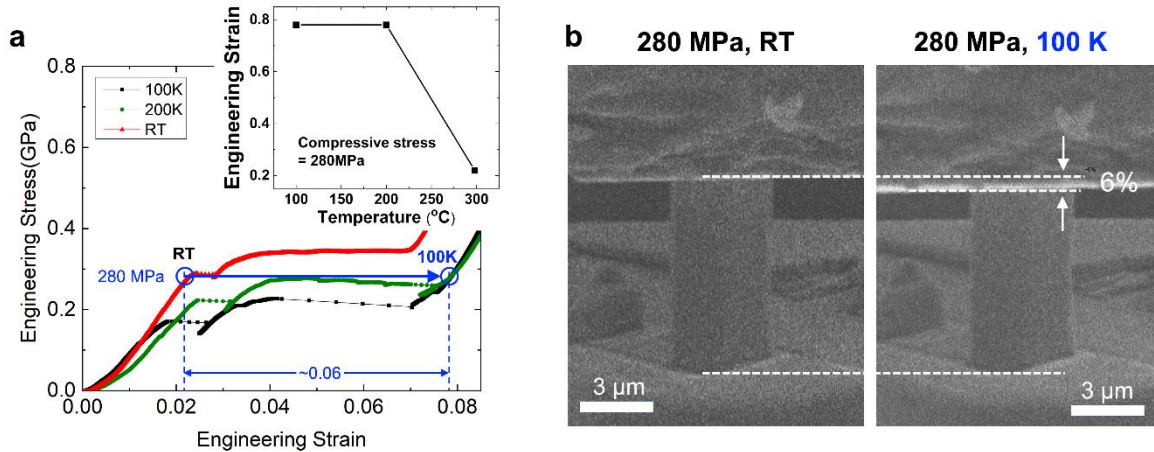 a
0.8
0.6
0.4
0.2
0.0
Engineering Stress(GPa)
100K
200K
RT
0.8
0.6
0.4
0.2
Engineering Strain
Compressive stress
= 280MPa
100 150 200 250 300
Temperature (°C)
RT
100K
280 MPa
~0.06
0.00 0.02 0.04 0.06 0.08
Engineering Strain
b
280 MPa, RT
280 MPa, 100 K
6%
3 µm
3 µm